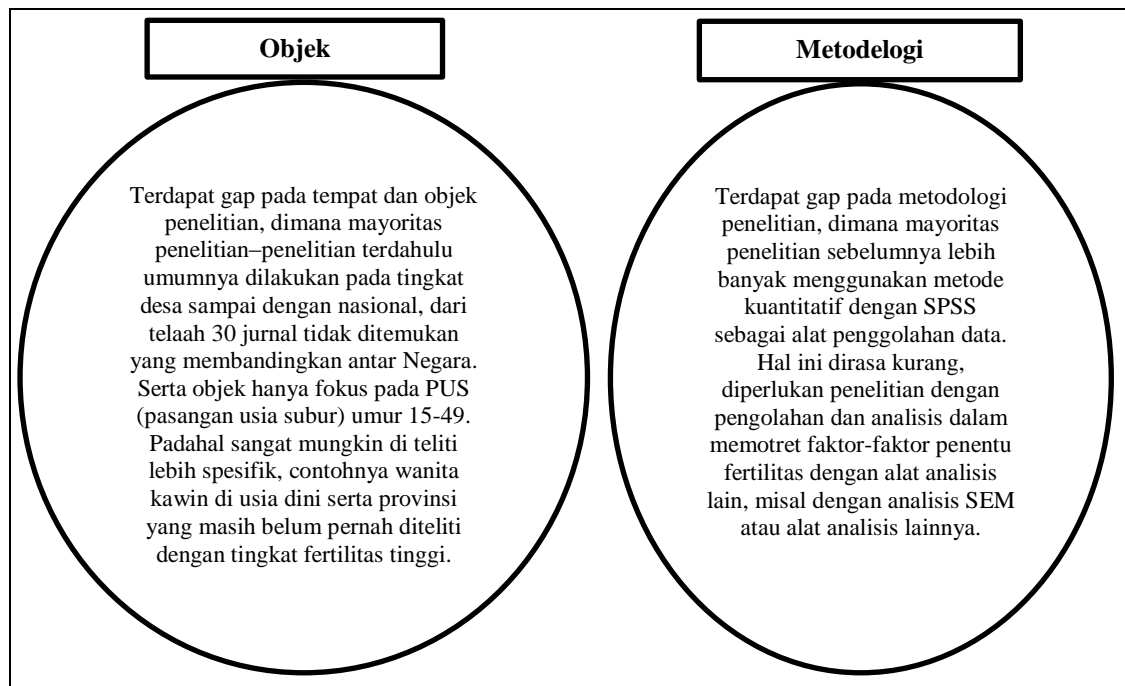 Objek
Terdapat gap pada tempat dan objek
penelitian, dimana mayoritas
penelitian–penelitian terdahulu
umumnya dilakukan pada tingkat
desa sampai dengan nasional, dari
telaah 30 jurnal tidak ditemukan
yang membandingkan antar Negara.
Serta objek hanya fokus pada PUS
(pasangan usia subur) umur 15-49.
Padahal sangat mungkin di teliti
lebih spesifik, contohnya wanita
kawin di usia dini serta provinsi
yang masih belum pernah diteliti
dengan tingkat fertilitas tinggi.
Metodelogi
Terdapat gap pada metodologi
penelitian, dimana mayoritas
penelitian sebelumnya lebih
banyak menggunakan metode
kuantitatif dengan SPSS
sebagai alat penggolahan data.
Hal ini dirasa kurang,
diperlukan penelitian dengan
pengolahan dan analisis dalam
memotret faktor-faktor penentu
fertilitas dengan alat analisis
lain, misal dengan analisis SEM
atau alat analisis lainnya.